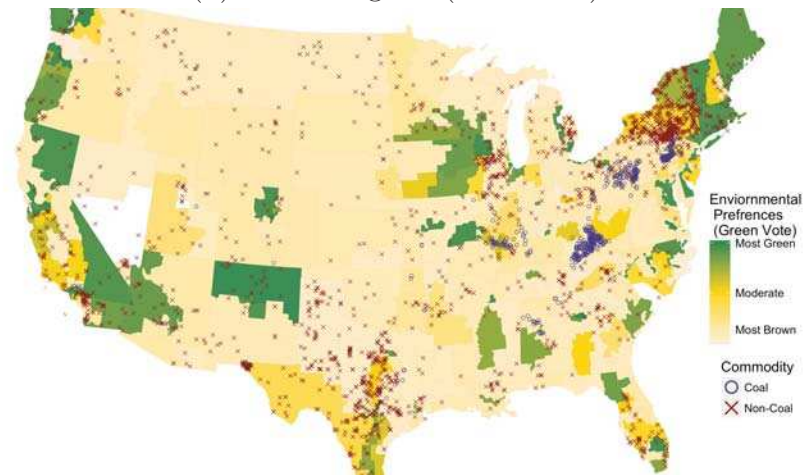 Enviornmental
Prefrences
(Green Vote)
Most Green
Moderate
Most Brown
Commodity
Coal
Non-Coal